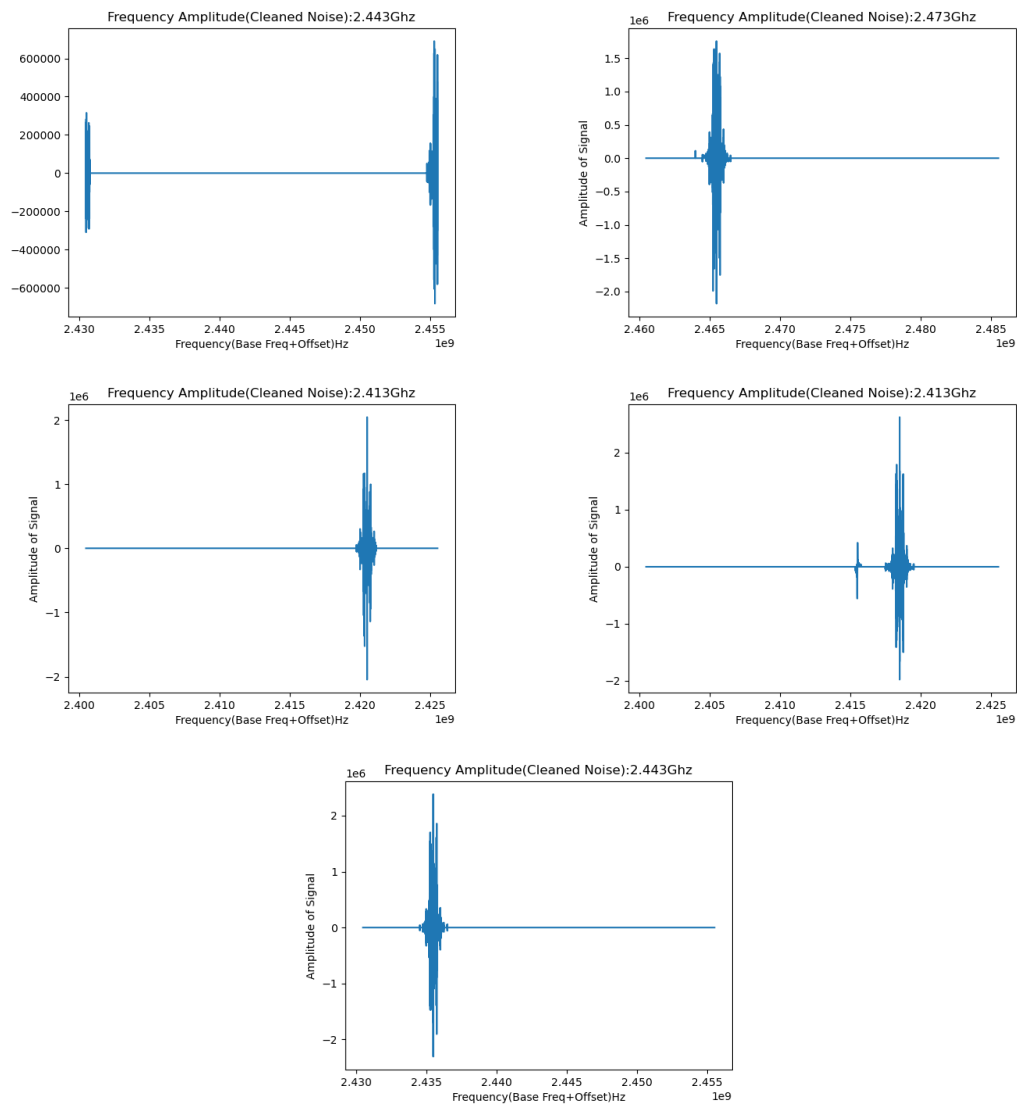 Frequency Amplitude(Cleaned Noise):2.443Ghz
600000
400000
200000
0
−200000
−400000
−600000
2.430 2.435 2.440 2.445 2.450 2.455
1e9
Frequency(Base Freq+Offset)Hz
Frequency Amplitude(Cleaned Noise):2.473Ghz
1e6
Amplitude of Signal
1.5
1.0
0.5
0.0
−0.5
−1.0
−1.5
−2.0
2.460 2.465 2.470 2.475 2.480 2.485
1e9
Frequency(Base Freq+Offset)Hz
Frequency Amplitude(Cleaned Noise):2.413Ghz
1e6
Amplitude of Signal
2
1
0
−1
−2
2.400 2.405 2.410 2.415 2.420 2.425
1e9
Frequency(Base Freq+Offset)Hz
Frequency Amplitude(Cleaned Noise):2.413Ghz
1e6
Amplitude of Signal
2
1
0
−1
−2
2.400 2.405 2.410 2.415 2.420 2.425
1e9
Frequency(Base Freq+Offset)Hz
Frequency Amplitude(Cleaned Noise):2.443Ghz
1e6
Amplitude of Signal
2
1
0
−1
−2
2.430 2.435 2.440 2.445 2.450 2.455
1e9
Frequency(Base Freq+Offset)Hz